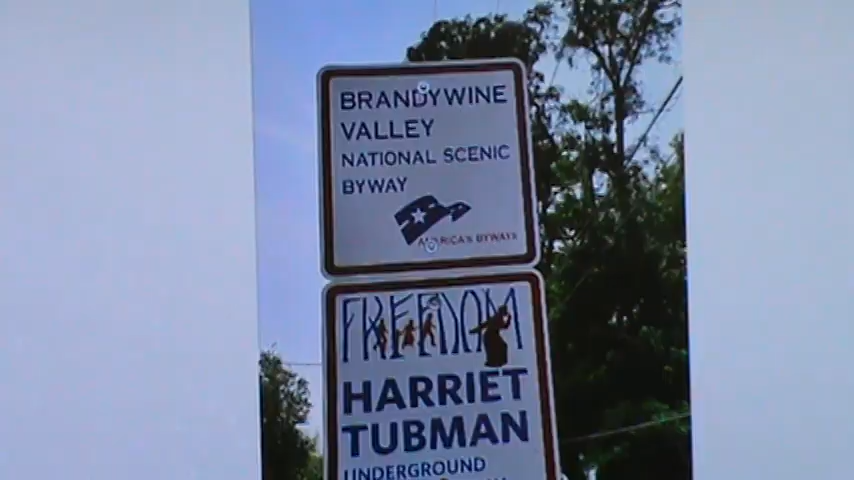 BRANDYWINE
VALLEY
NATIONAL SCENIC
BYWAY
AMERICA'S BYWAYS
FREEDOM
HARRIET
TUBMAN
UNDERGROUND